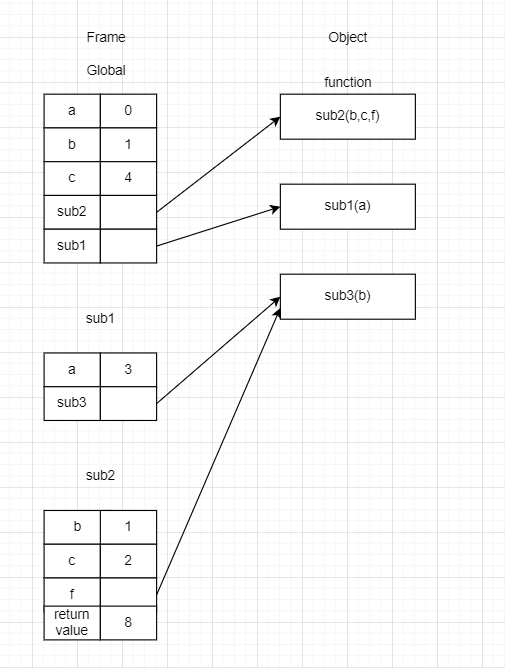 Frame
Object
Global
function
a 0
b 1
c 4
sub2
sub1
sub2(b,c,f)
sub1(a)
sub3(b)
sub1
a 3
sub3
sub2
b 1
c 2
f
return
value
8